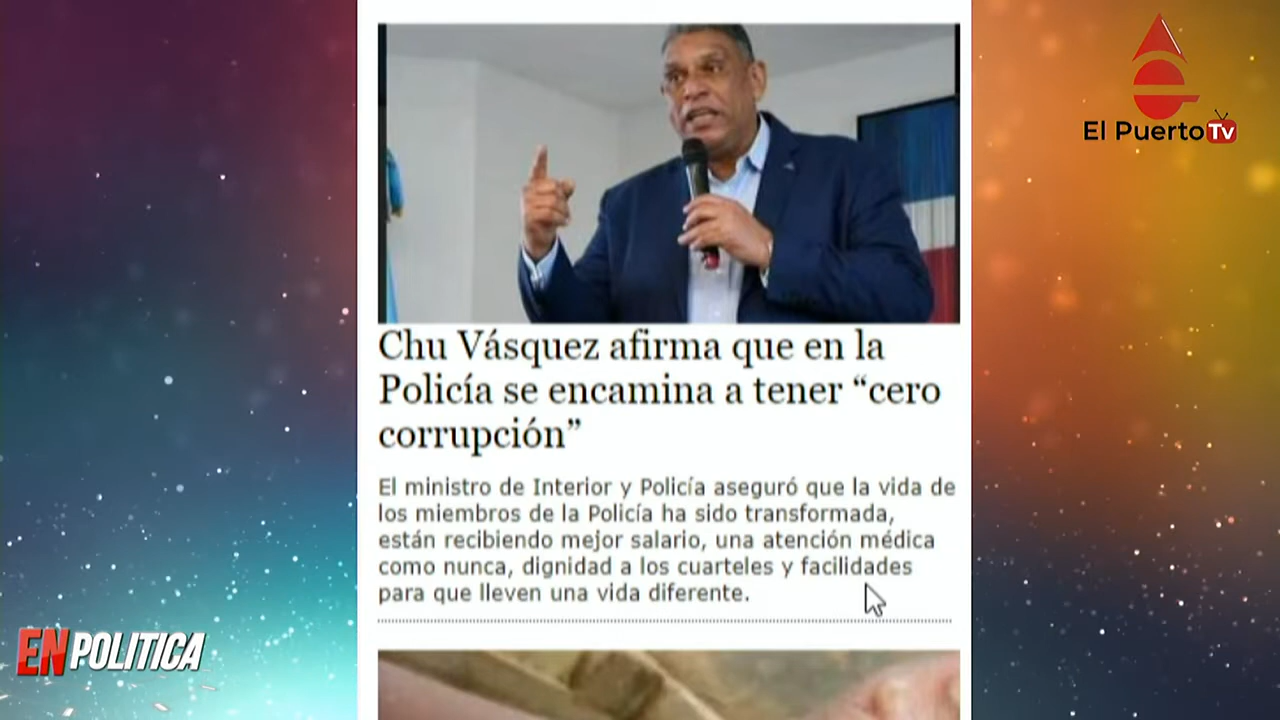 El Puerto Tv
Chu Vásquez afirma que en la
Policía se encamina a tener “cero
corrupción”
El ministro de Interior y Policía aseguró que la vida de
los miembros de la Policía ha sido transformada,
están recibiendo mejor salario, una atención médica
como nunca, dignidad a los cuarteles y facilidades
para que lleven una vida diferente.
EN POLITICA